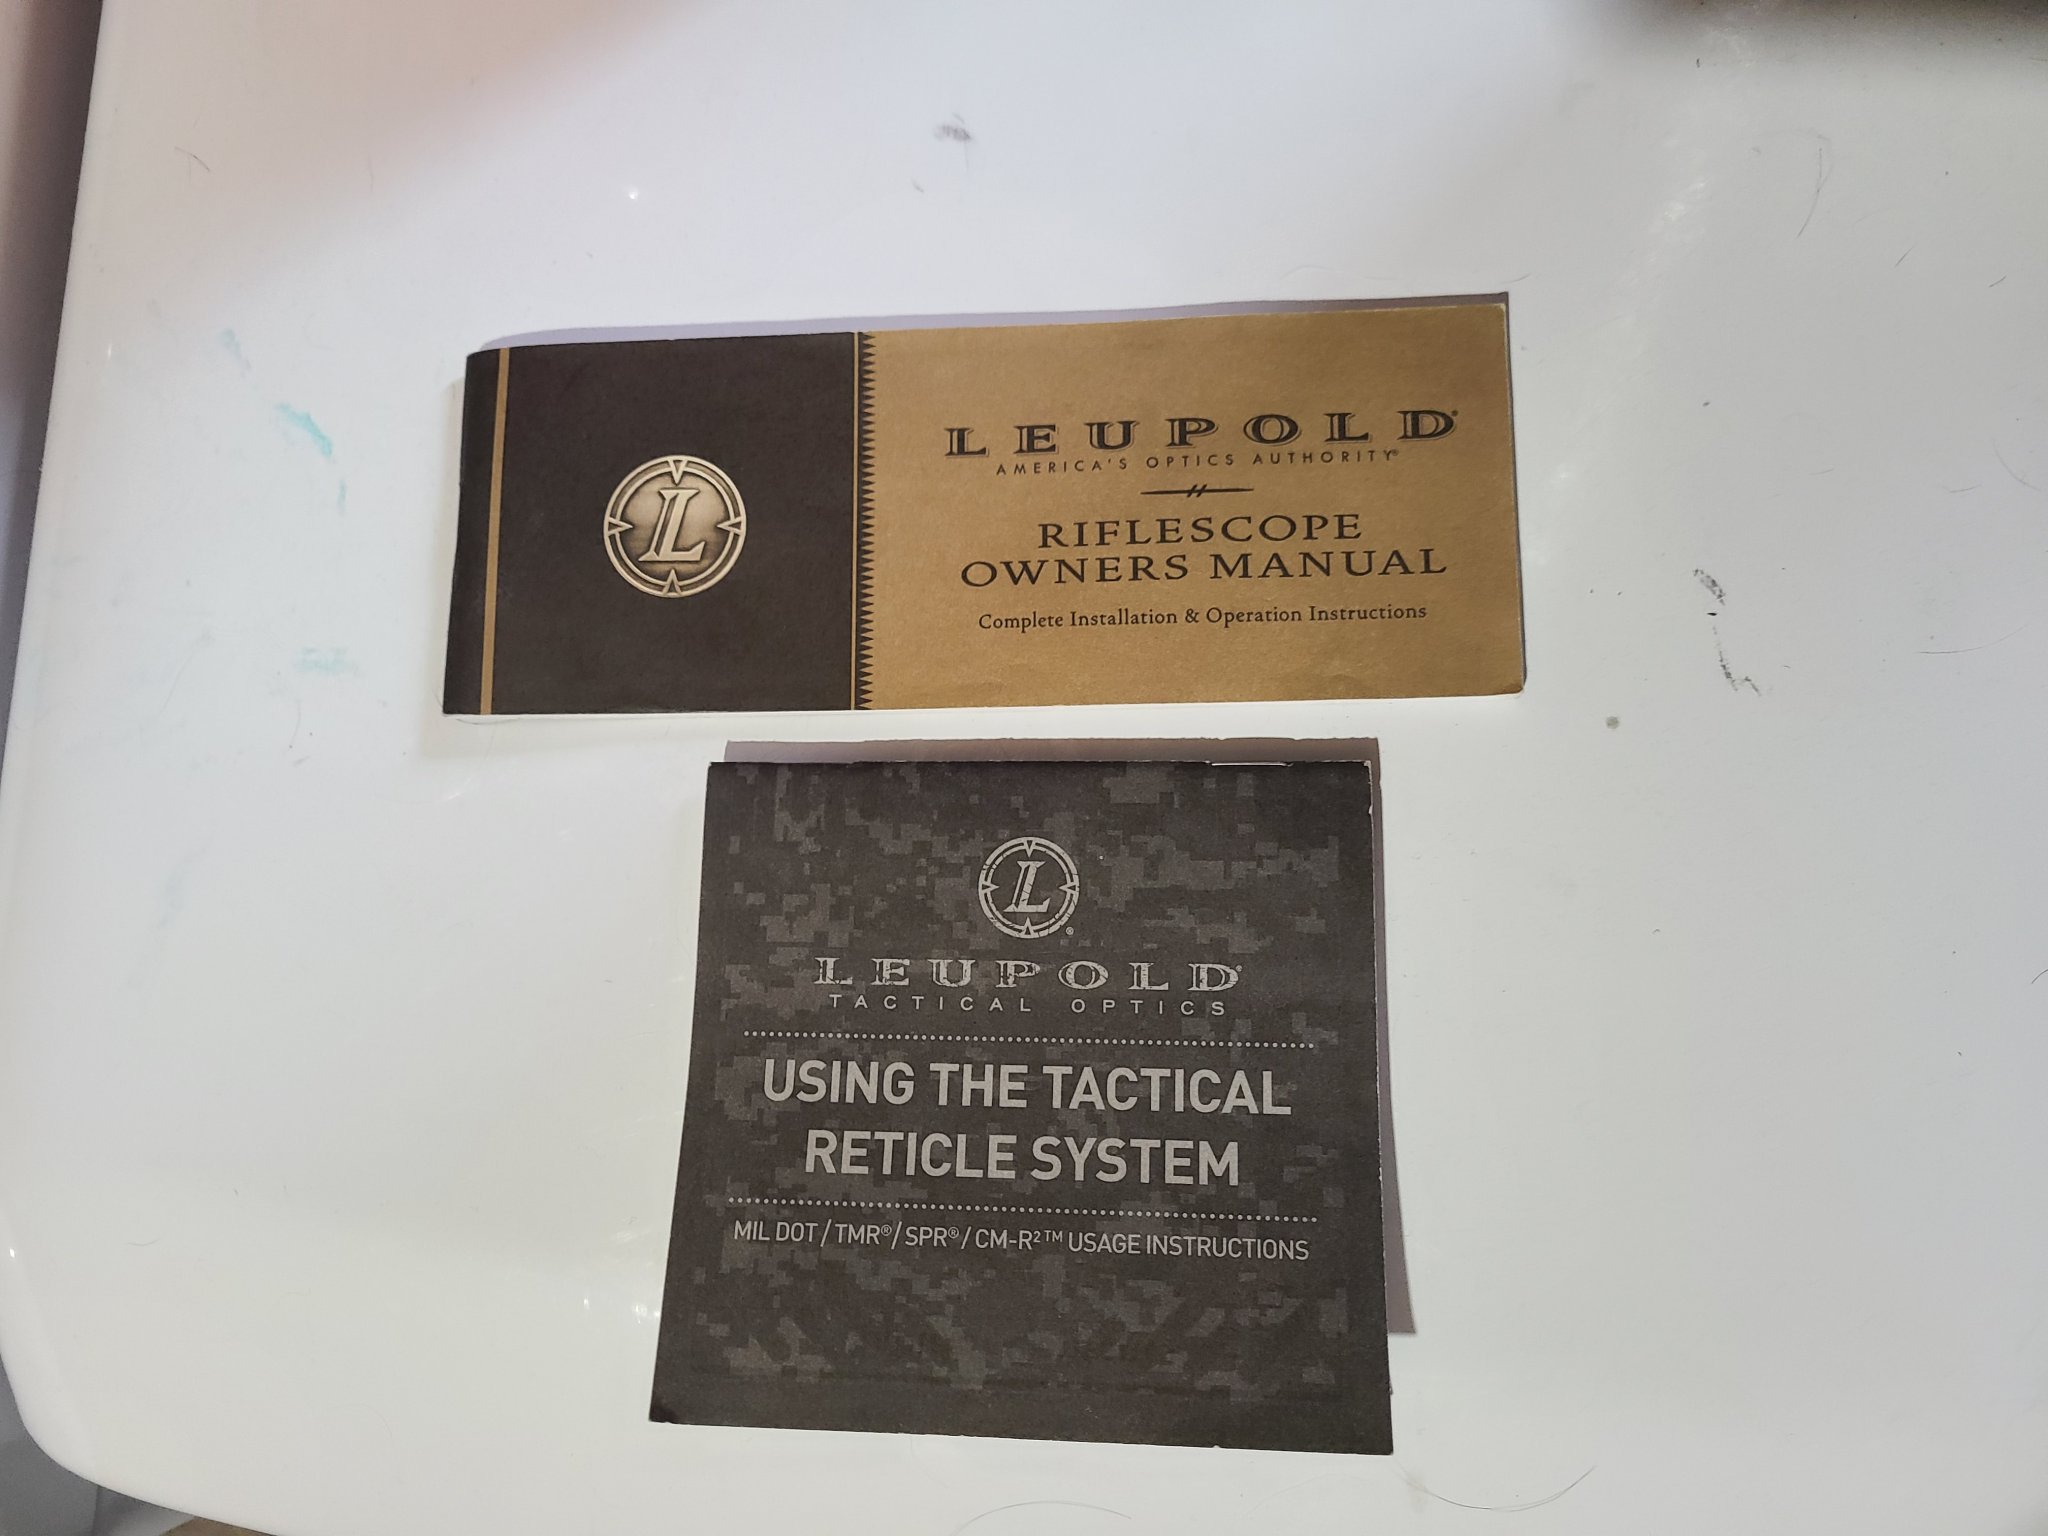 L
LEUPOLD®
AMERICA'S OPTICS AUTHORITY®
RIFLESCOPE
OWNERS MANUAL
Complete Installation & Operation Instructions
L®
LEUPOLD®
TACTICAL OPTICS
USING THE TACTICAL
RETICLE SYSTEM
MIL DOT / TMR® / SPR® / CM-R²™ USAGE INSTRUCTIONS